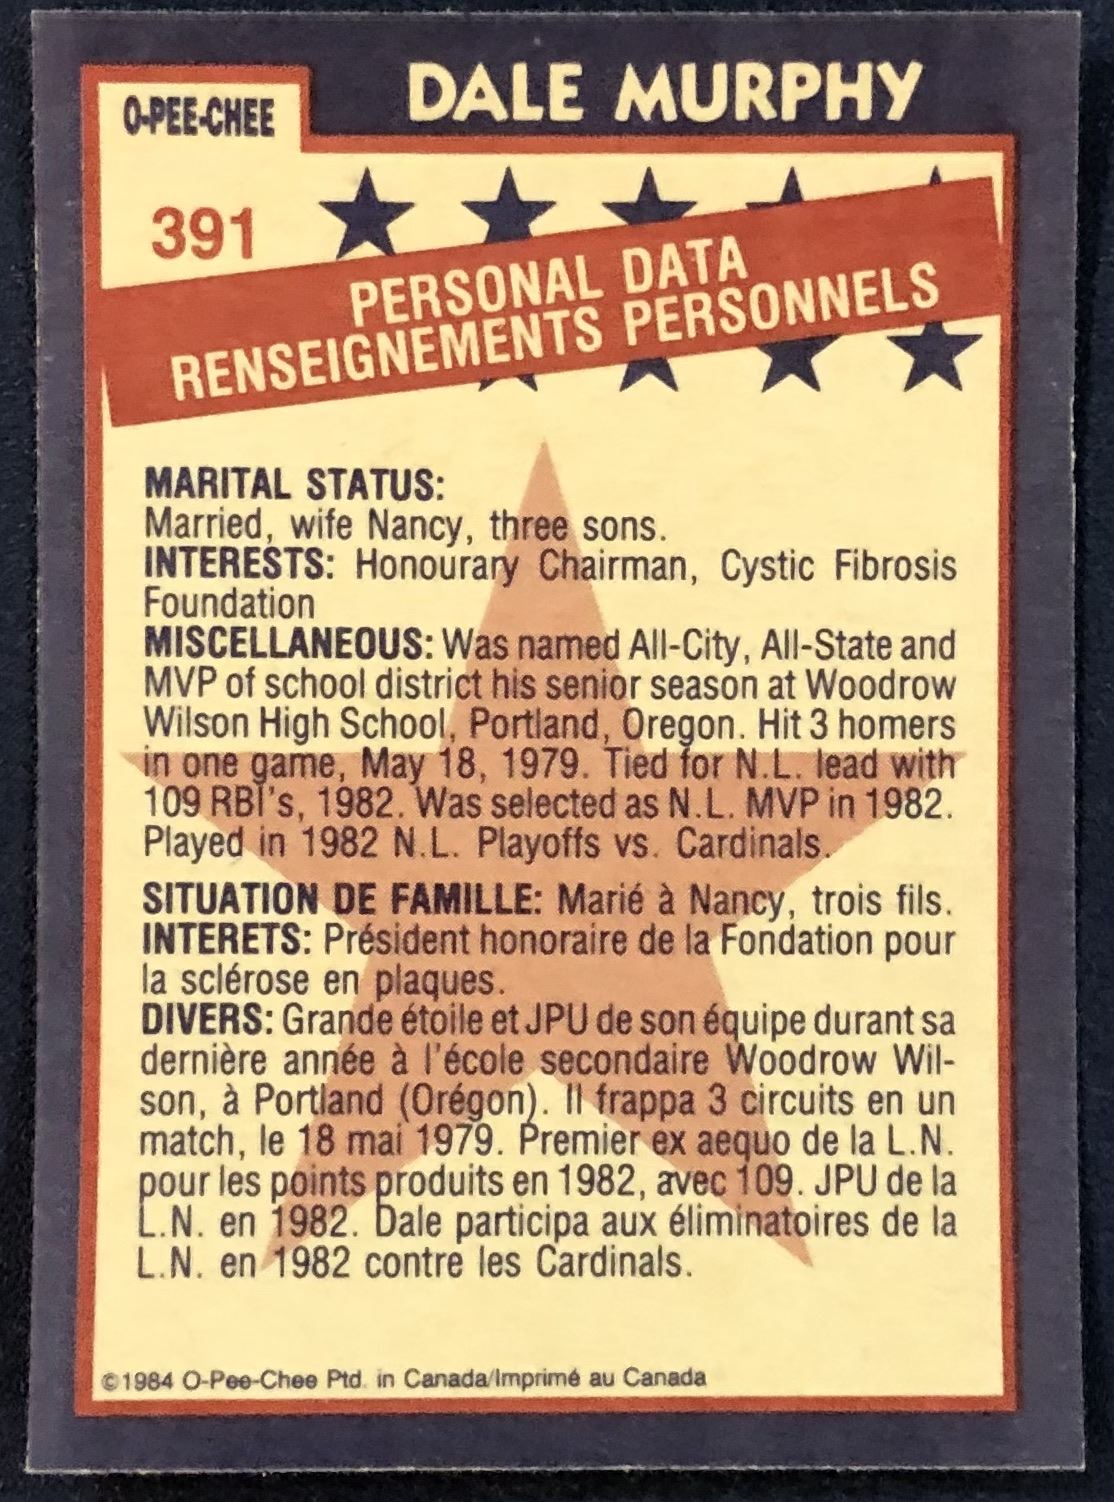 DALE MURPHY
O-PEE-CHEE
391
PERSONAL DATA
RENSEIGNEMENTS PERSONNELS
MARITAL STATUS:
Married, wife Nancy, three sons.
INTERESTS: Honourary Chairman, Cystic Fibrosis
Foundation
MISCELLANEOUS: Was named All-City, All-State and
MVP of school district his senior season at Woodrow
Wilson High School, Portland, Oregon. Hit 3 homers
in one game, May 18, 1979. Tied for N.L. lead with
109 RBI's, 1982. Was selected as N.L. MVP in 1982.
Played in 1982 N.L. Playoffs vs. Cardinals.
SITUATION DE FAMILLE: Marié à Nancy, trois fils.
INTERETS: Président honoraire de la Fondation pour
la sclérose en plaques.
DIVERS: Grande étoile et JPU de son équipe durant sa
dernière année à l'école secondaire Woodrow Wil-
son, à Portland (Orégon). Il frappa 3 circuits en un
match, le 18 mai 1979. Premier ex aequo de la L.N.
pour les points produits en 1982, avec 109. JPU de la
L.N. en 1982. Dale participa aux éliminatoires de la
L.N. en 1982 contre les Cardinals.
©1984 O-Pee-Chee Ptd. in Canada/Imprimé au Canada